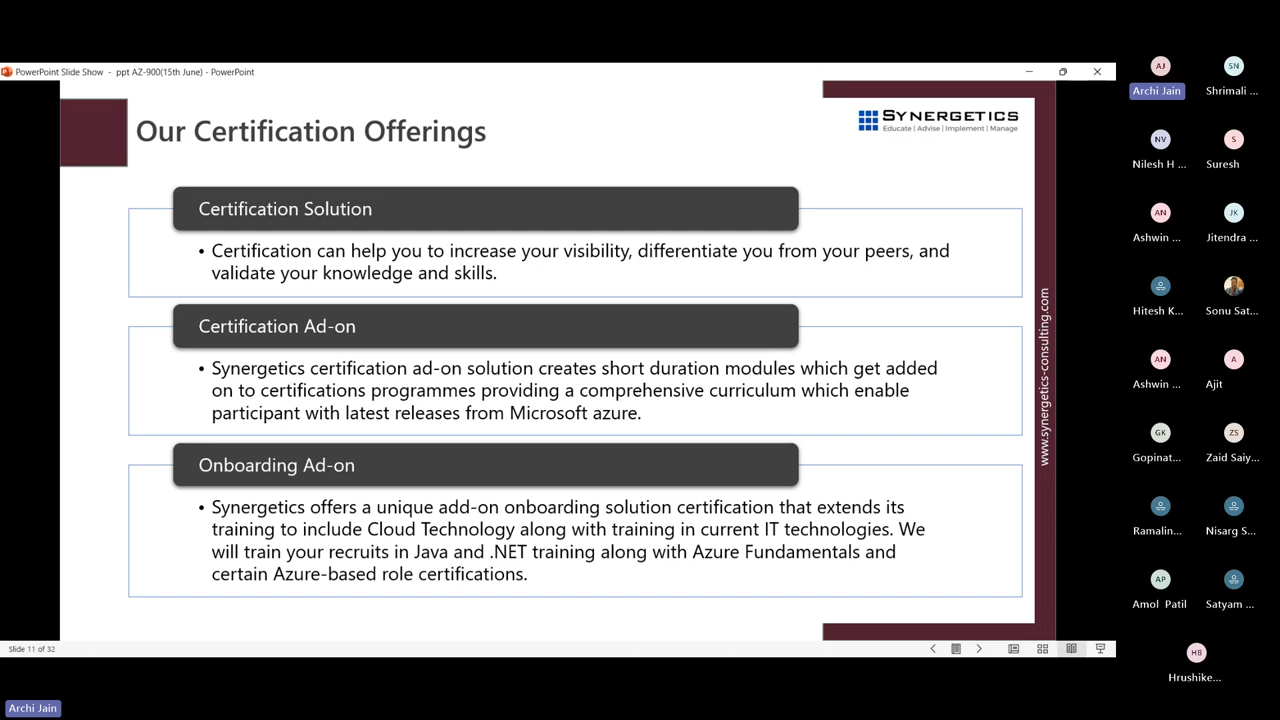 PowerPoint Slide Show - ppt AZ-900(15th June) - PowerPoint
Our Certification Offerings
SYNERGETICS
Educate | Advise | Implement | Manage
Certification Solution
• Certification can help you to increase your visibility, differentiate you from your peers, and
validate your knowledge and skills.
Certification Ad-on
• Synergetics certification ad-on solution creates short duration modules which get added
on to certifications programmes providing a comprehensive curriculum which enable
participant with latest releases from Microsoft azure.
Onboarding Ad-on
• Synergetics offers a unique add-on onboarding solution certification that extends its
training to include Cloud Technology along with training in current IT technologies. We
will train your recruits in Java and .NET training along with Azure Fundamentals and
certain Azure-based role certifications.
www.synergetics-consulting.com
Slide 11 of 32
Archi Jain
AJ
Archi Jain
SN
Shrimali ...
NV
Nilesh H ...
S
Suresh
AN
Ashwin ...
JK
Jitendra ...
Hitesh K...
Sonu Sat...
AN
Ashwin ...
A
Ajit
GK
Gopinat...
ZS
Zaid Saiy...
Ramalin...
Nisarg S...
AP
Amol Patil
Satyam ...
HB
Hrushike...